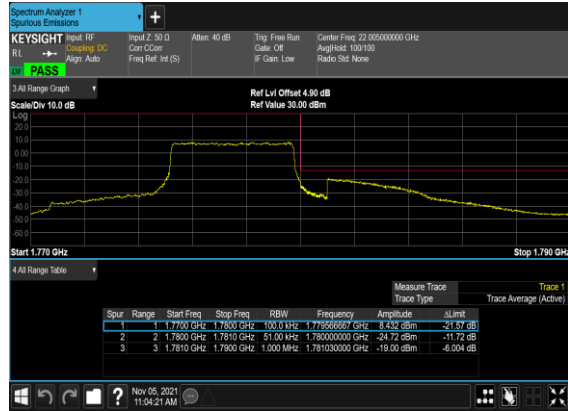 Spectrum Analyzer 1
Spurious Emissions
KEYSIGHT Input: RF Input Z: 50 Ω Atten: 40 dB Trig: Free Run Center Freq: 22.005000000 GHz
Coupling: DC Corr CCorr Gate: Off Avg|Hold: 100/100
RL Align: Auto Freq Ref: Int (S) IF Gain: Low Radio Std: None
PASS
3 All Range Graph
Ref Lvl Offset 4.90 dB
Scale/Div 10.0 dB Ref Value 30.00 dBm
Log
20.0
10.0
0.00
-10.0
-20.0
-30.0
-40.0
-50.0
-60.0
Start 1.770 GHz Stop 1.790 GHz
4 All Range Table
Measure Trace Trace 1
Trace Type Trace Average (Active)
Spur Range Start Freq Stop Freq RBW Frequency Amplitude ΔLimit
1 1 1.7700 GHz 1.7800 GHz 100.0 kHz 1.779566667 GHz 8.432 dBm -21.57 dB
2 2 1.7800 GHz 1.7810 GHz 51.00 kHz 1.780000000 GHz -24.72 dBm -11.72 dB
3 3 1.7810 GHz 1.7900 GHz 1.000 MHz 1.781030000 GHz -19.00 dBm -6.004 dB
? Nov 05, 2021
11:04:21 AM